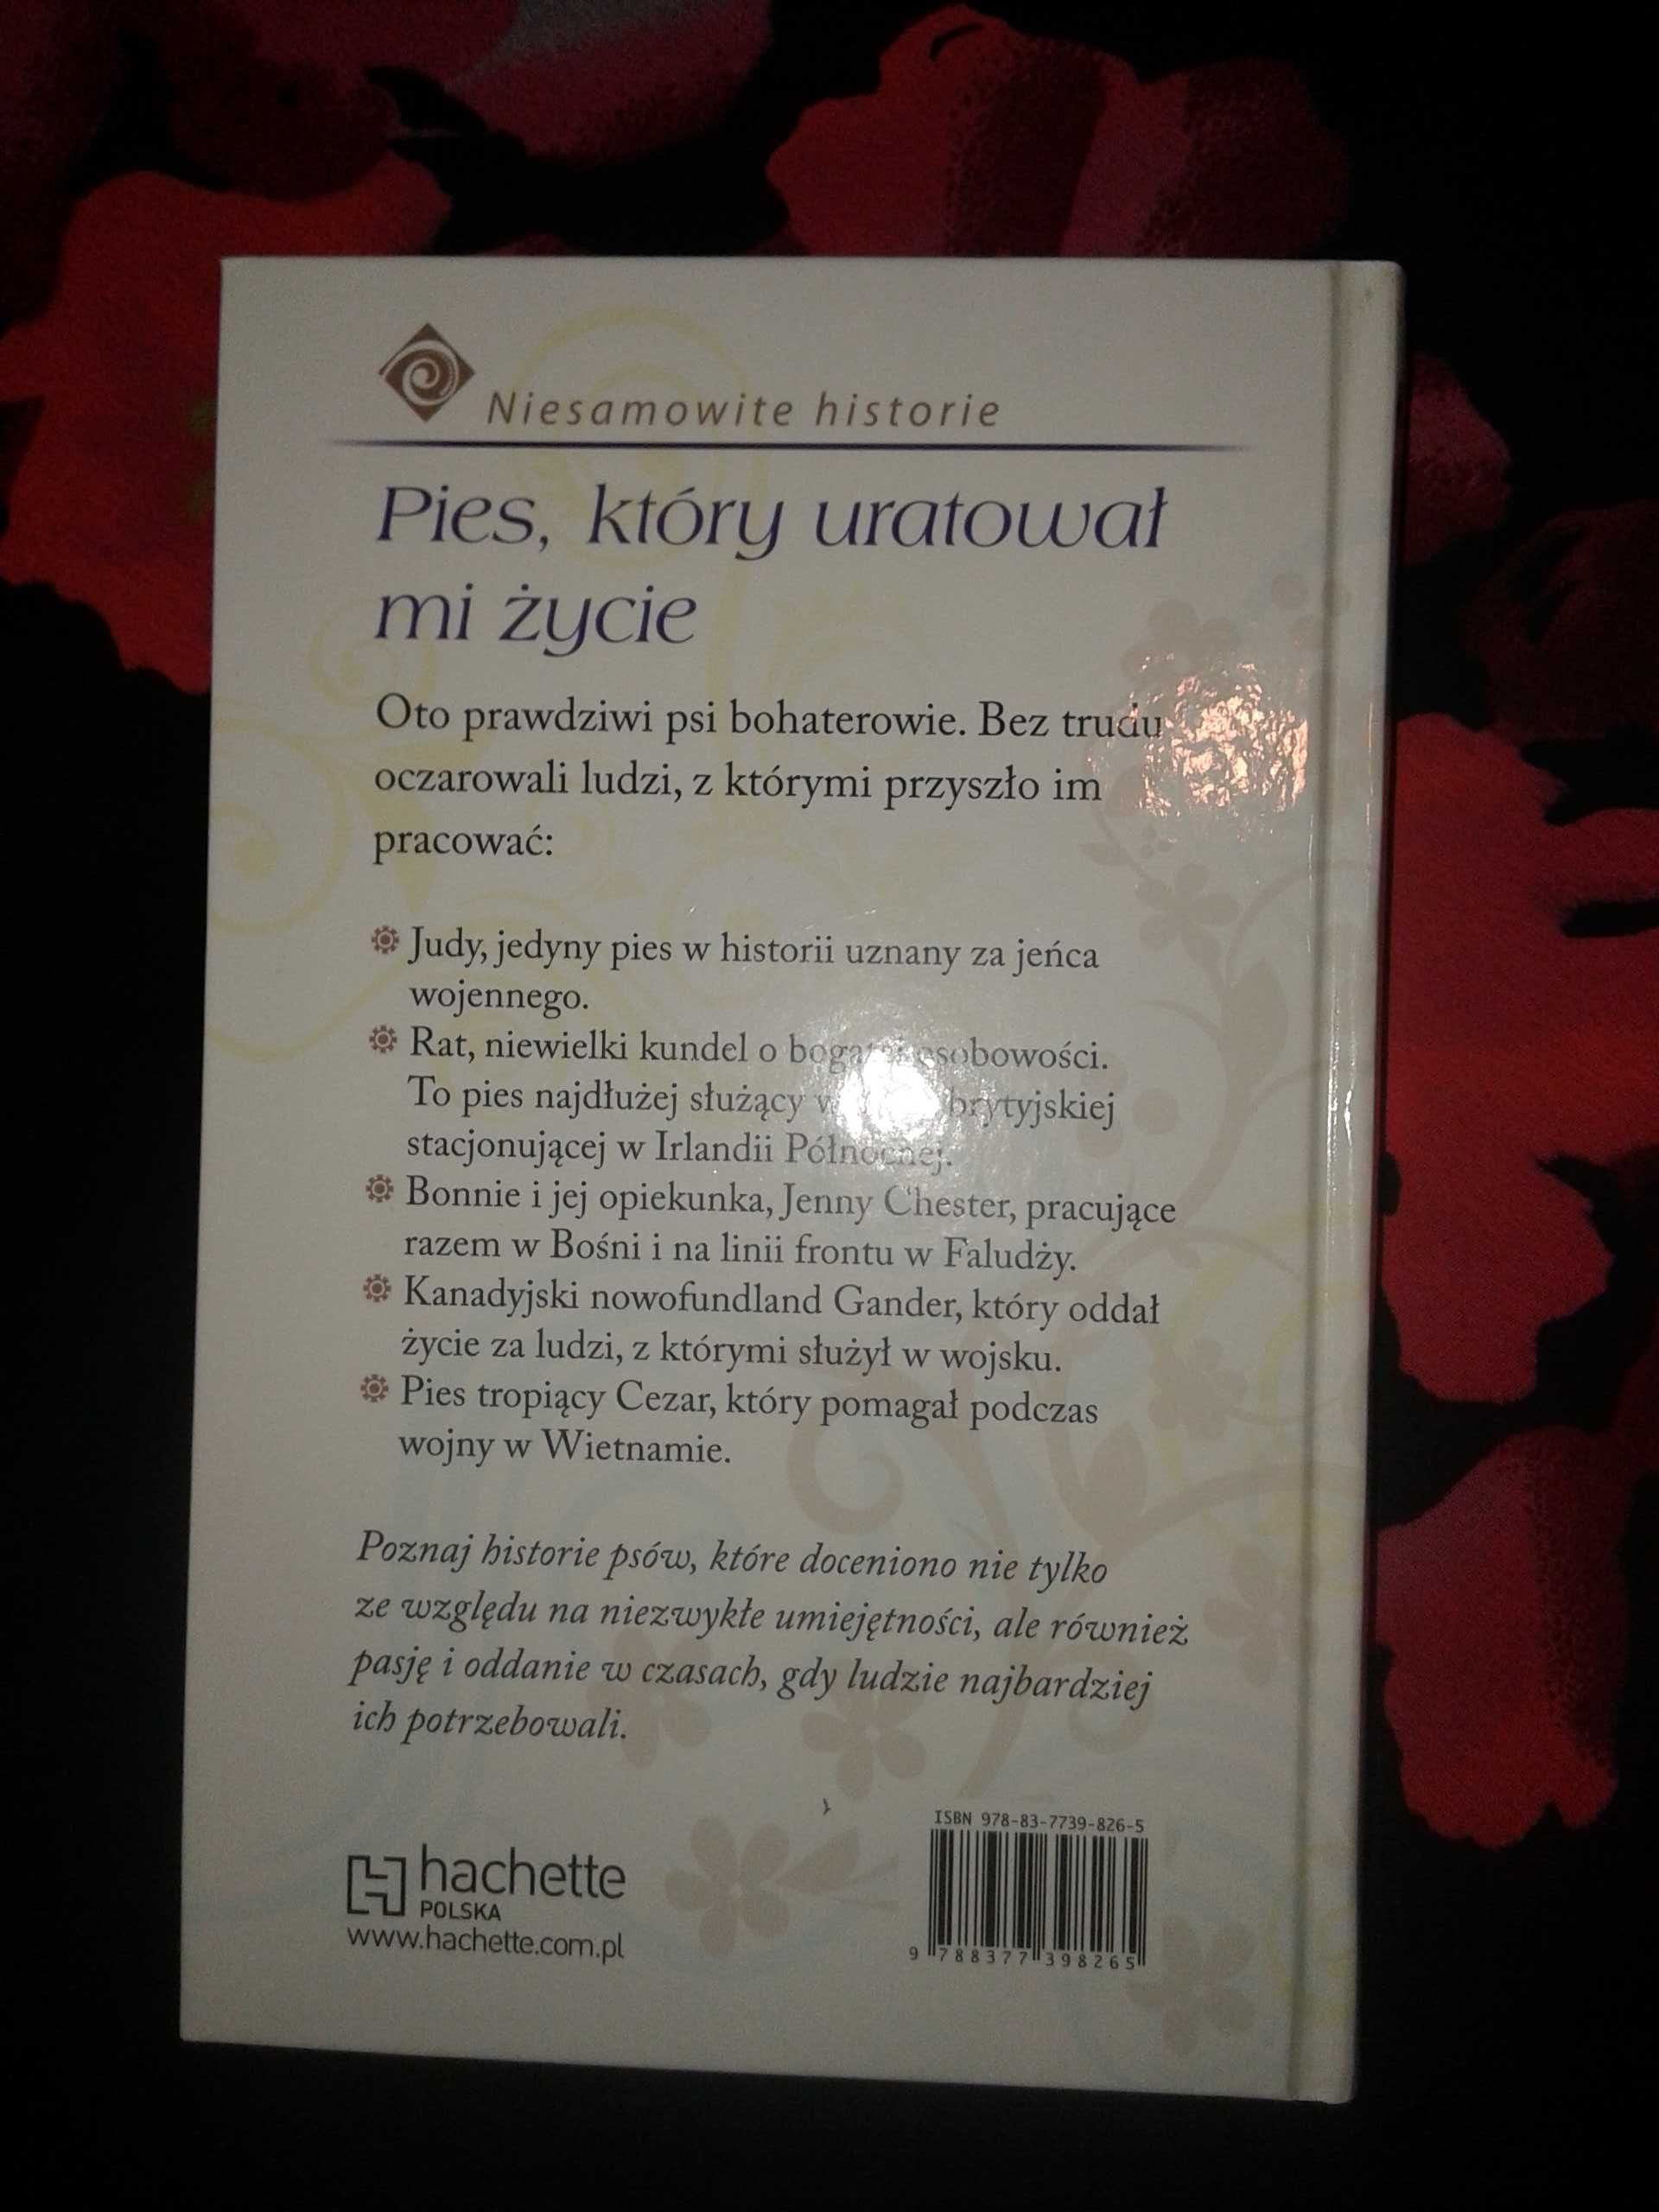 Niesamowite historie
Pies, który uratował
mi życie
Oto prawdziwi psi bohaterowie. Bez trudu
oczarowali ludzi, z którymi przyszło im
pracować:
Judy, jedyny pies w historii uznany za jeńca
wojennego.
Rat, niewielki kundel o bogatej osobowości.
To pies najdłużej służący w brytyjskiej
stacjonującej w Irlandii Północnej.
Bonnie i jej opiekunka, Jenny Chester, pracujące
razem w Bośni i na linii frontu w Faludży.
Kanadyjski nowofundland Gander, który oddał
życie za ludzi, z którymi służył w wojsku.
Pies tropiący Cezar, który pomagał podczas
wojny w Wietnamie.
Poznaj historie psów, które doceniono nie tylko
ze względu na niezwykłe umiejętności, ale również
pasję i oddanie w czasach, gdy ludzie najbardziej
ich potrzebowali.
ISBN 978-83-7739-826-5
hachette
POLSKA
www.hachette.com.pl
9 788377 398265